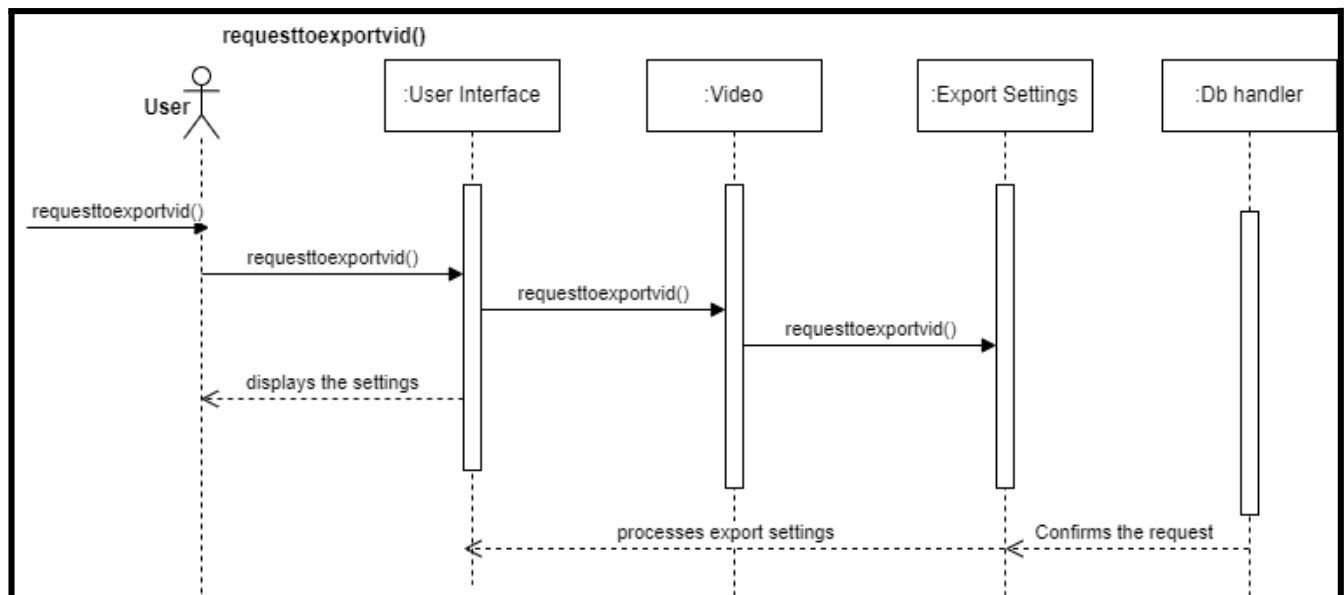 requesttoexportvid()
User
:User Interface
:Video
:Export Settings
:Db handler
requesttoexportvid()
requesttoexportvid()
requesttoexportvid()
requesttoexportvid()
displays the settings
processes export settings
Confirms the request